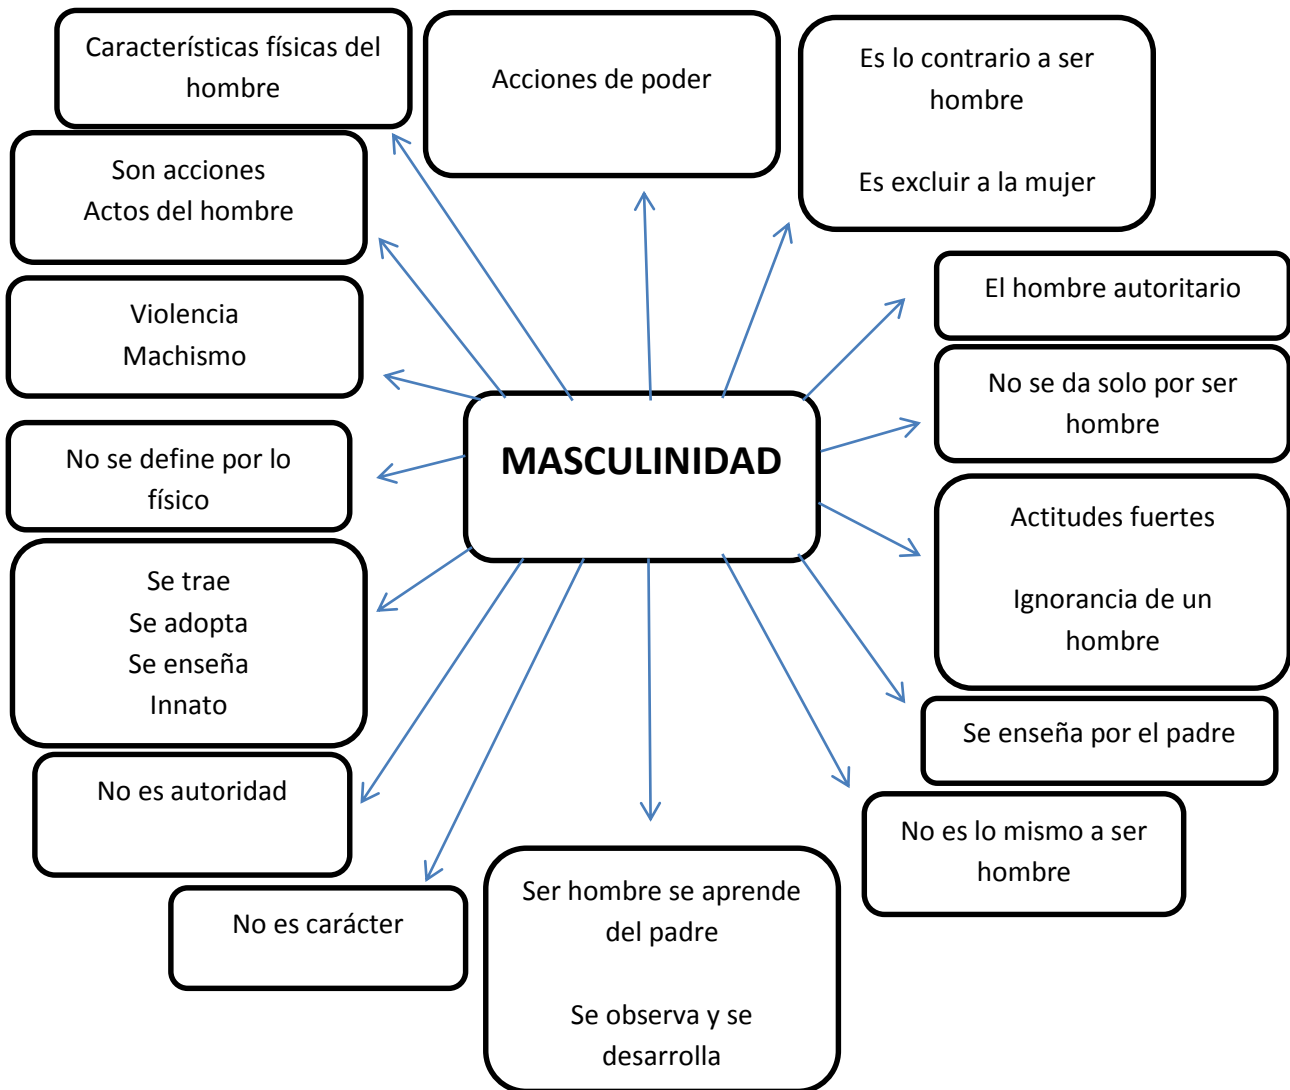 Características físicas del
hombre
Acciones de poder
Es lo contrario a ser
hombre
Es excluir a la mujer
Son acciones
Actos del hombre
El hombre autoritario
Violencia
Machismo
No se da solo por ser
hombre
MASCULINIDAD
No se define por lo
físico
Actitudes fuertes
Ignorancia de un
hombre
Se trae
Se adopta
Se enseña
Innato
Se enseña por el padre
No es autoridad
No es lo mismo a ser
hombre
No es carácter
Ser hombre se aprende
del padre
Se observa y se
desarrolla